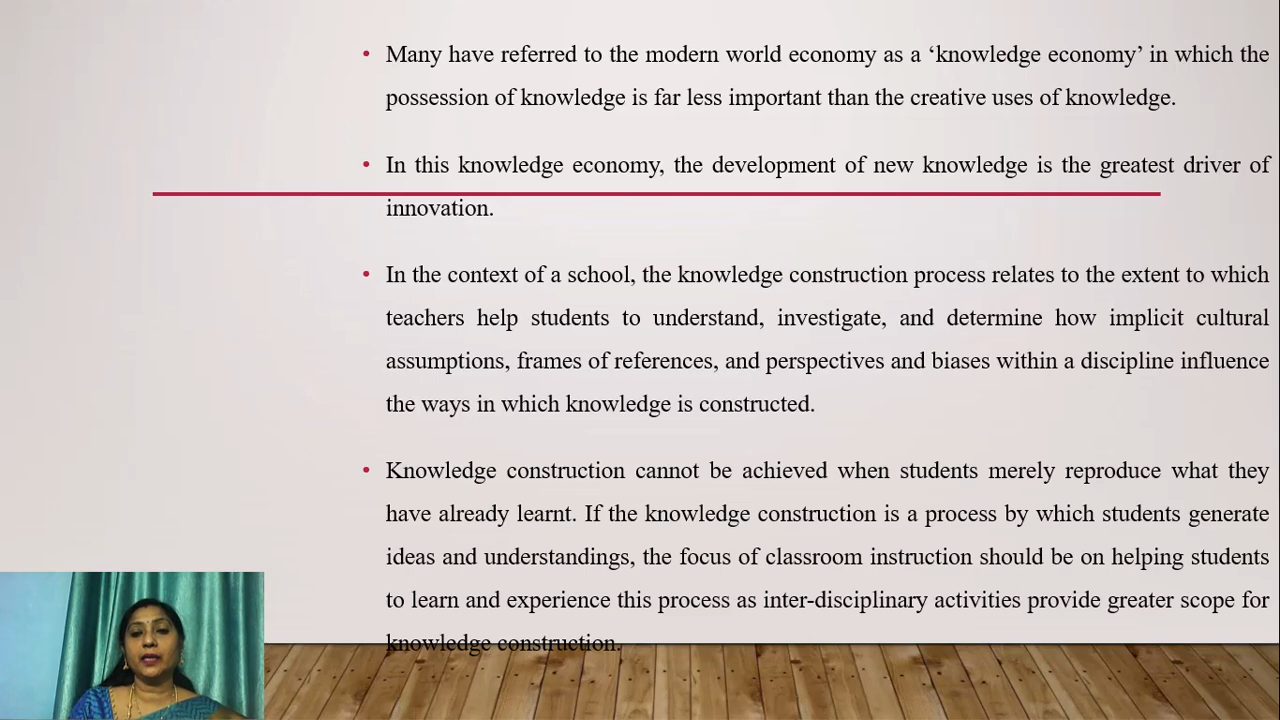 • Many have referred to the modern world economy as a ‘knowledge economy’ in which the
possession of knowledge is far less important than the creative uses of knowledge.
• In this knowledge economy, the development of new knowledge is the greatest driver of
innovation.
• In the context of a school, the knowledge construction process relates to the extent to which
teachers help students to understand, investigate, and determine how implicit cultural
assumptions, frames of references, and perspectives and biases within a discipline influence
the ways in which knowledge is constructed.
• Knowledge construction cannot be achieved when students merely reproduce what they
have already learnt. If the knowledge construction is a process by which students generate
ideas and understandings, the focus of classroom instruction should be on helping students
to learn and experience this process as inter-disciplinary activities provide greater scope for
knowledge construction.